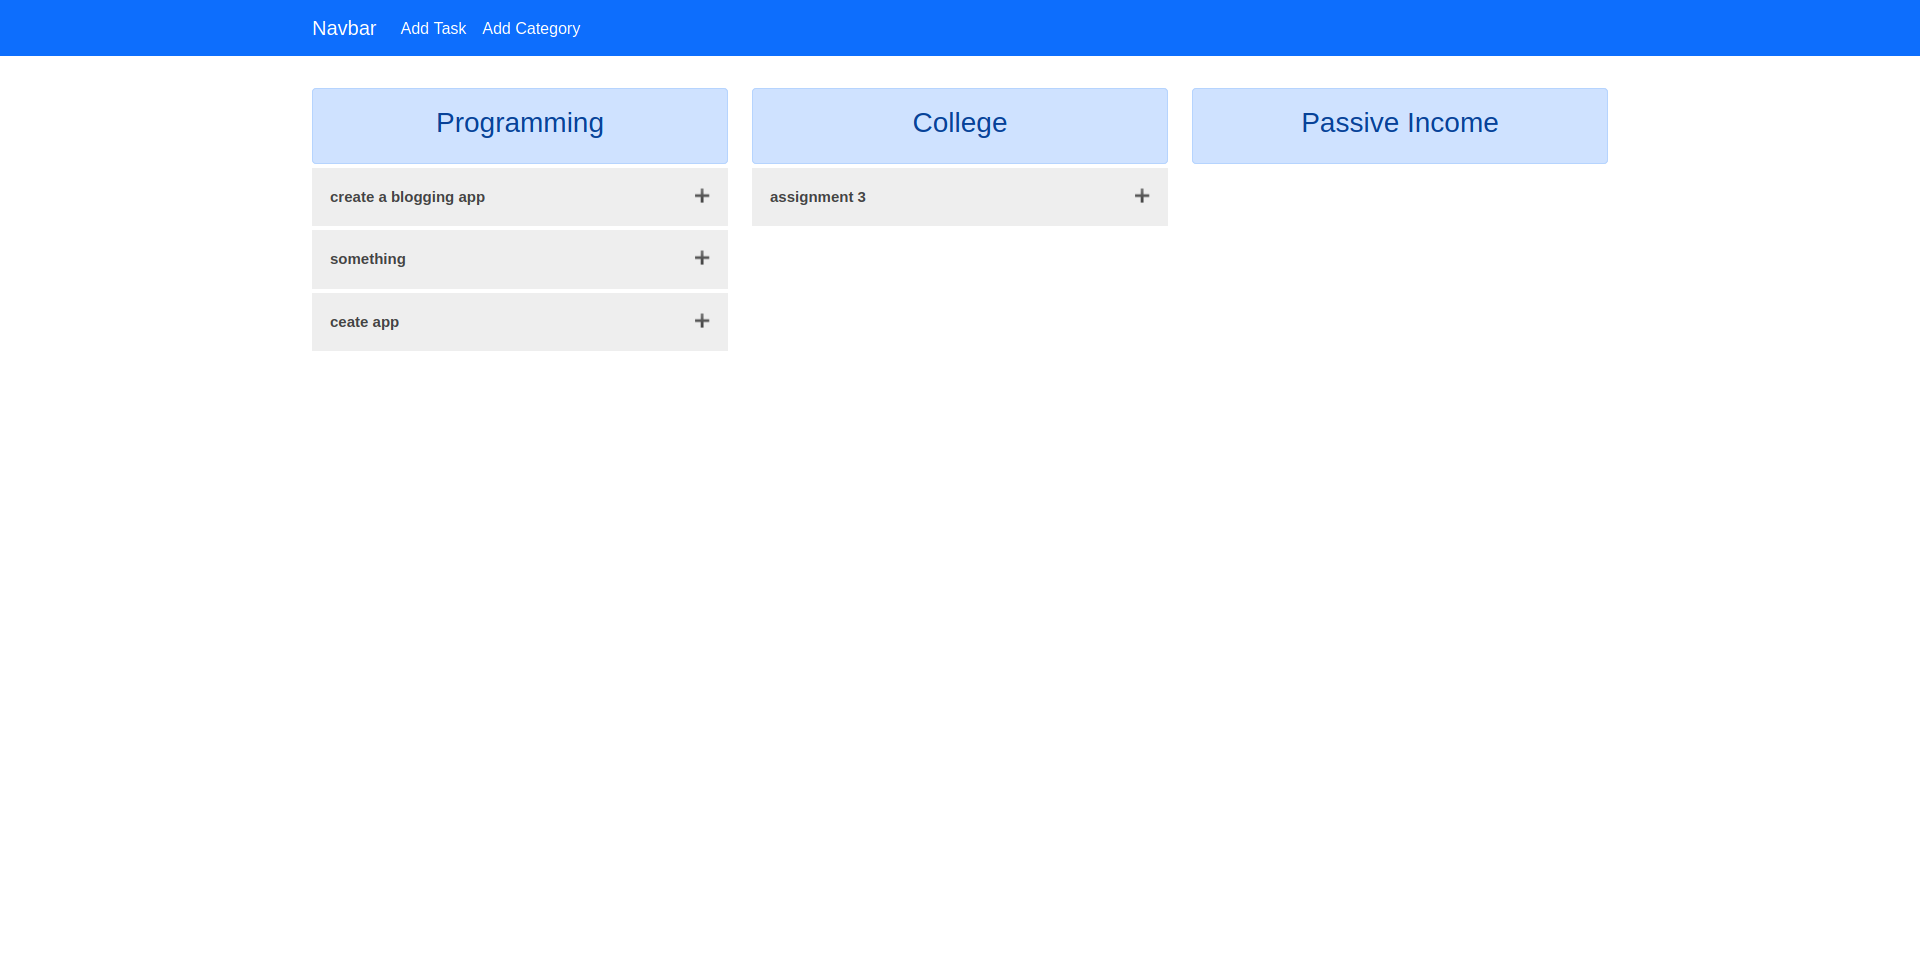 Navbar Add Task Add Category
Programming
create a blogging app
something
ceate app
College
assignment 3
Passive Income